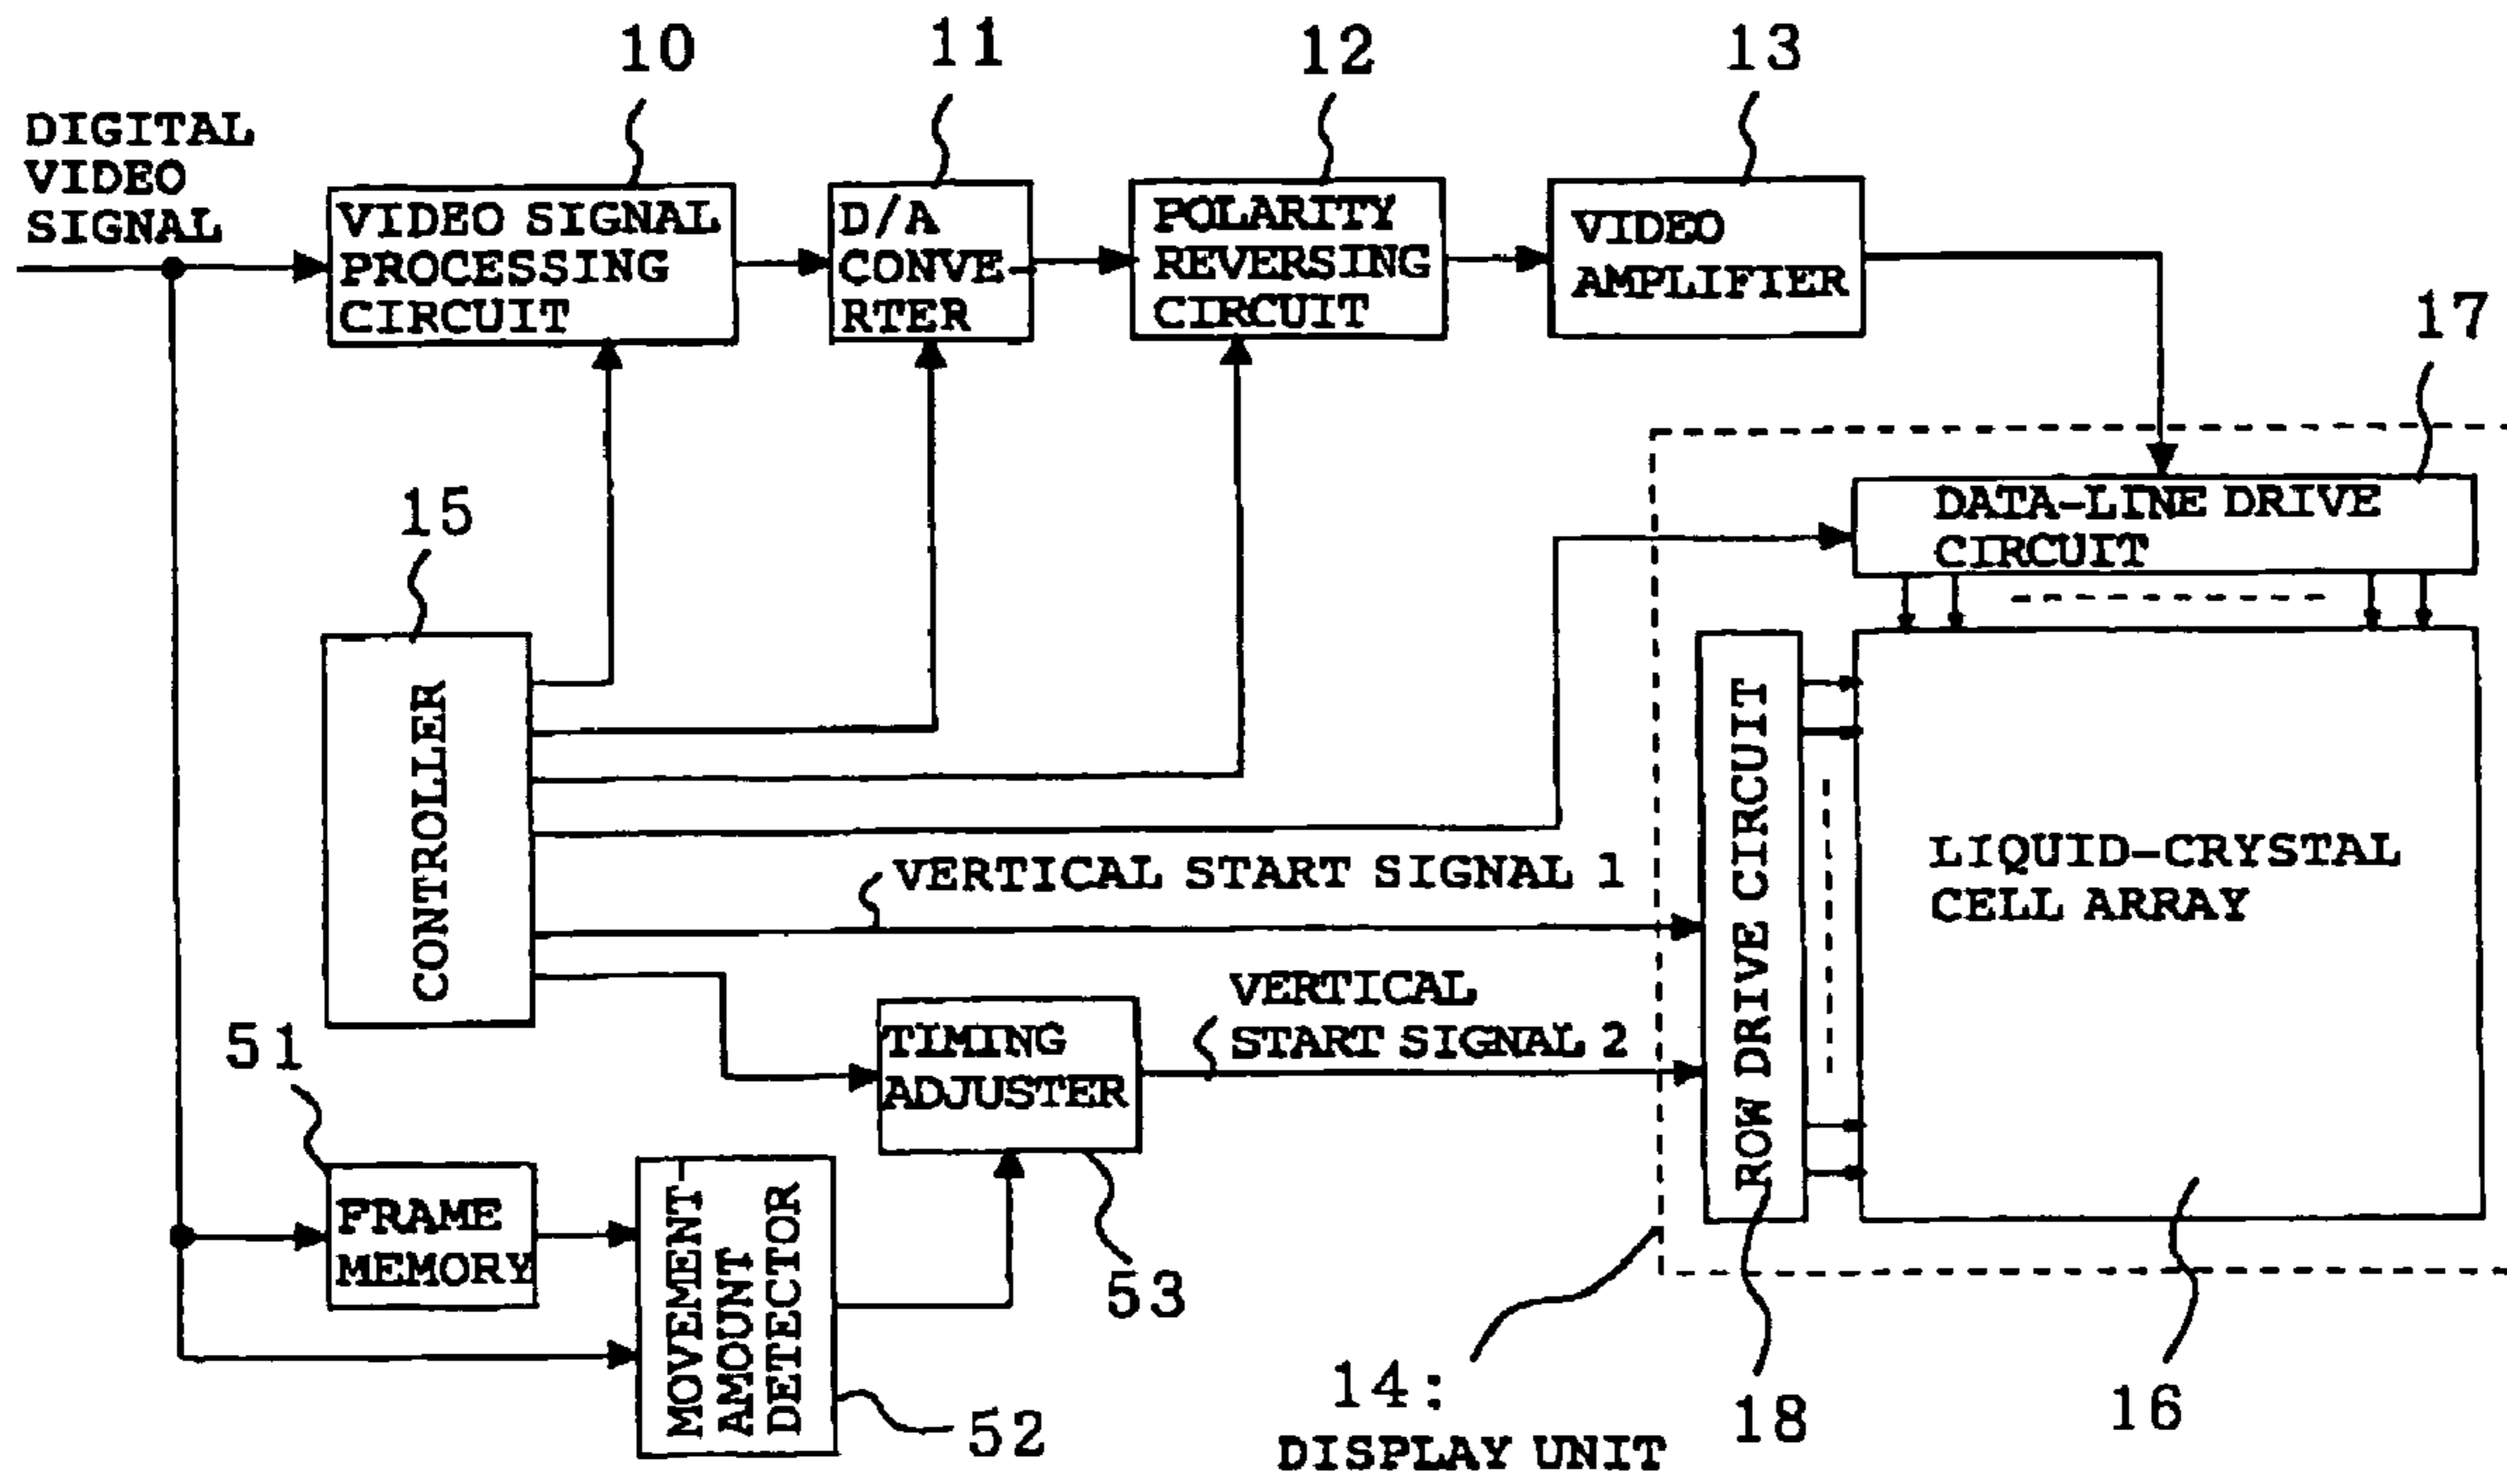 10
11
12
13
DIGITAL
VIDEO
SIGNAL
VIDEO SIGNAL
PROCESSING
CIRCUIT
D/A
CONVE-
RTER
POLARITY
REVERSING
CIRCUIT
VIDEO
AMPLIFIER
17
15
DATA-LINE DRIVE
CIRCUIT
CONTROLLER
ROW DRIVE CIRCUIT
LIQUID-CRYSTAL
CELL ARRAY
VERTICAL START SIGNAL 1
VERTICAL
START SIGNAL 2
TIMING
ADJUSTER
51
FRAME
MEMORY
MOVEMENT-
AMOUNT
DETECTOR
53
52
14:
DISPLAY UNIT
18
16